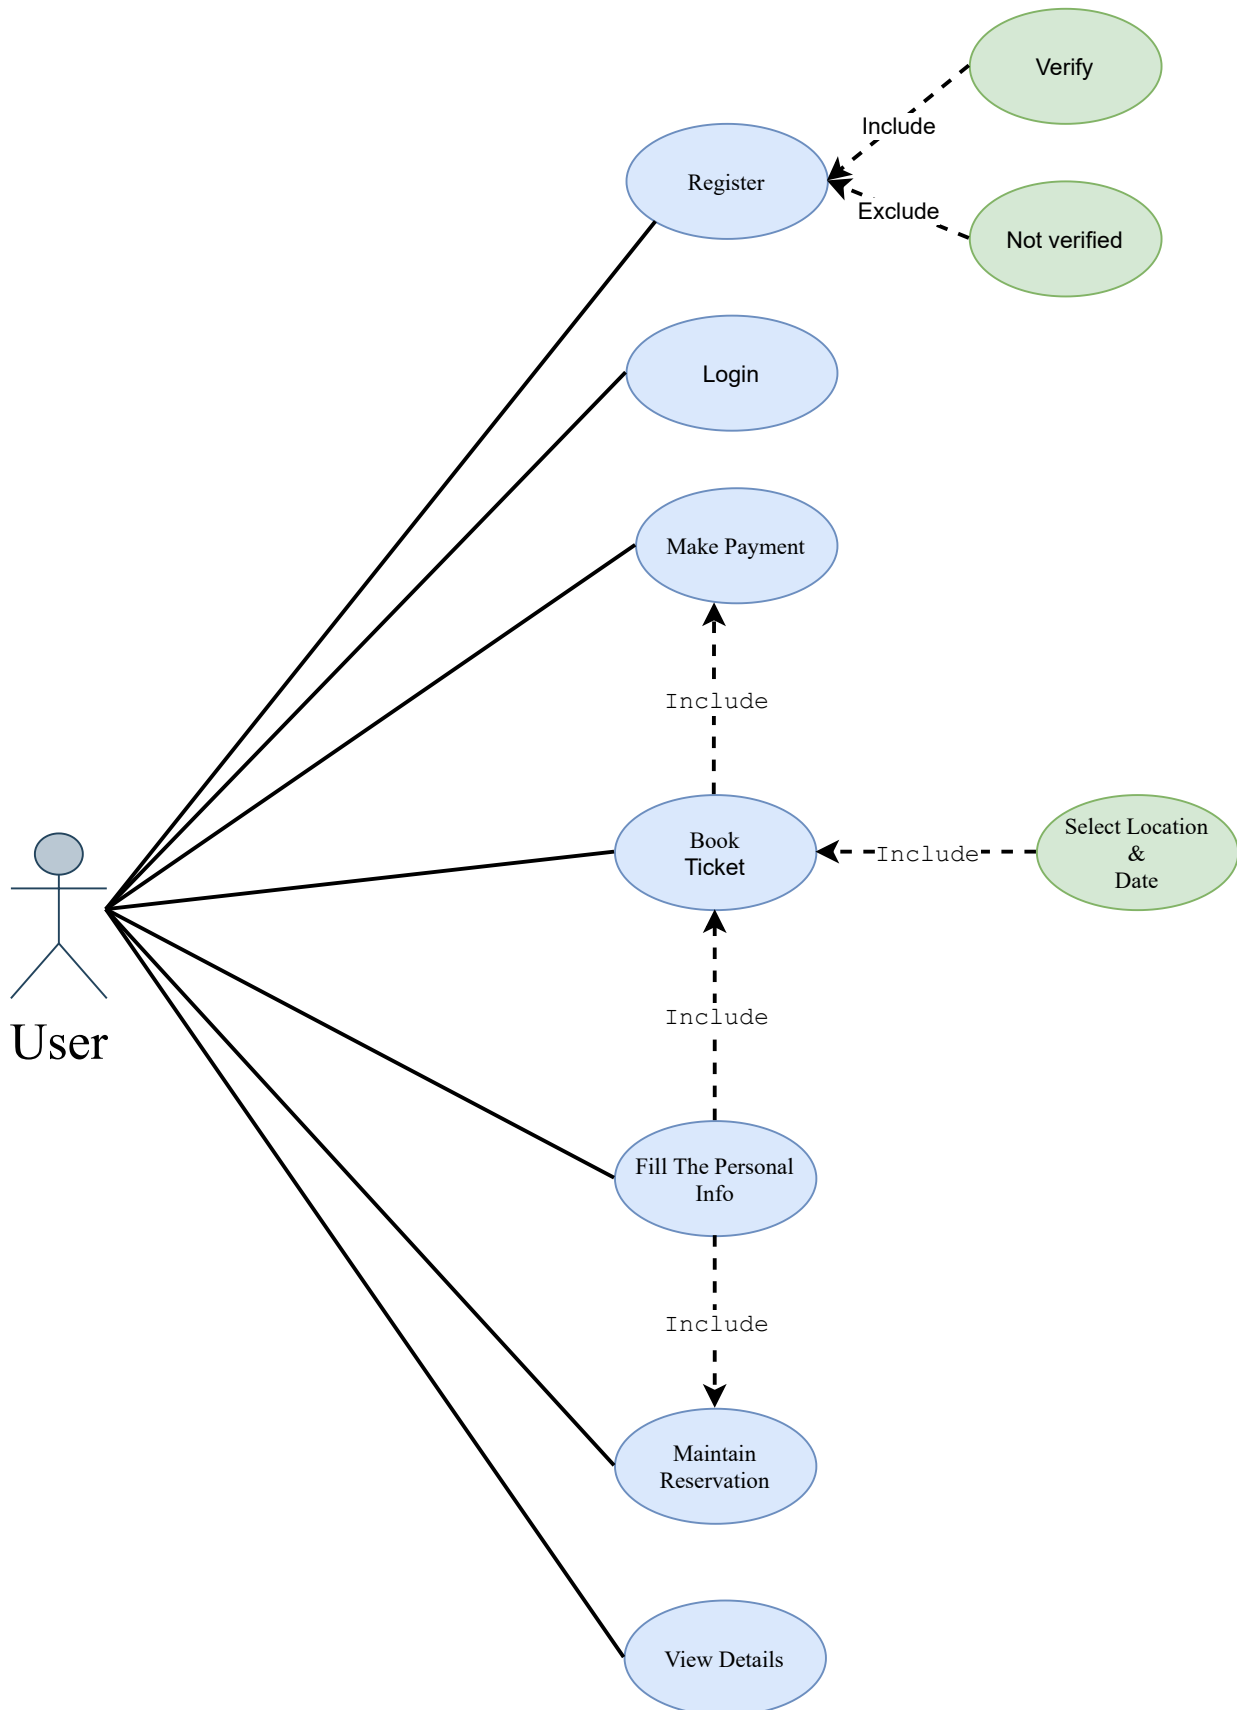 Verify
Include
Register
Exclude
Not verified
Login
Make Payment
Include
Book
Ticket
Include
Select Location
&
Date
User
Include
Fill The Personal
Info
Include
Maintain
Reservation
View Details